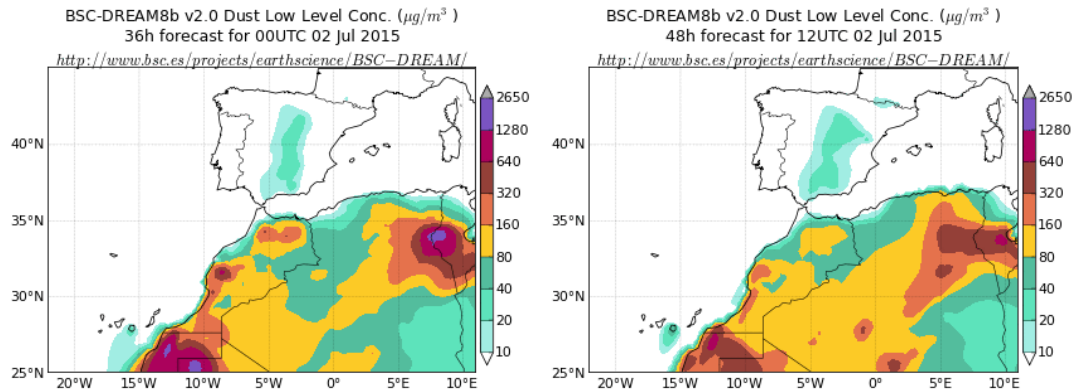 BSC-DREAM8b v2.0 Dust Low Level Conc. (μg/m³ )
36h forecast for 00UTC 02 Jul 2015
http://www.bsc.es/projects/earthscience/BSC−DREAM/
40°N
35°N
30°N
25°N
20°W 15°W 10°W 5°W 0° 5°E 10°E
2650
1280
640
320
160
80
40
20
10
BSC-DREAM8b v2.0 Dust Low Level Conc. (μg/m³ )
48h forecast for 12UTC 02 Jul 2015
http://www.bsc.es/projects/earthscience/BSC−DREAM/
40°N
35°N
30°N
25°N
20°W 15°W 10°W 5°W 0° 5°E 10°E
2650
1280
640
320
160
80
40
20
10